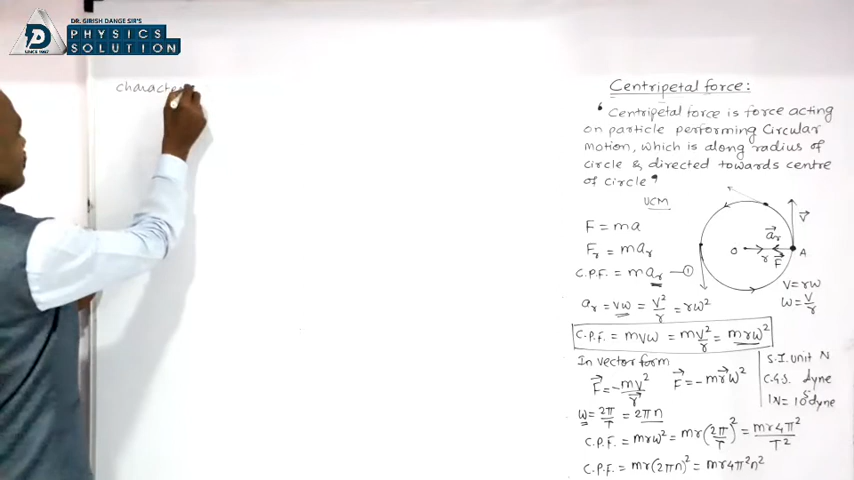 DR. GIRISH DANGE SIR'S
PHYSICS
SOLUTION
SINCE 1997
characte
Centripetal force:
" Centripetal force is force acting
on particle performing Circular
motion, which is along radius of
circle & directed towards centre
of circle "
UCM
F = ma
Fr = mar
C.P.F. = mar —①
ar = vω = v²/r = rω²
O r F⃗ A
a⃗r
v⃗
V = rω
ω = v/r
C.P.F. = mvω = mv²/r = mrω²
In vector form
F⃗ = -mv²/r⃗ F⃗ = -mr⃗ω²
S.I. unit N
C.G.S. dyne
1N = 10⁵ dyne
ω = 2π/T = 2πn
C.P.F. = mrω² = mr(2π/T)² = mr4π²/T²
C.P.F. = mr(2πn)² = mr4π²n²